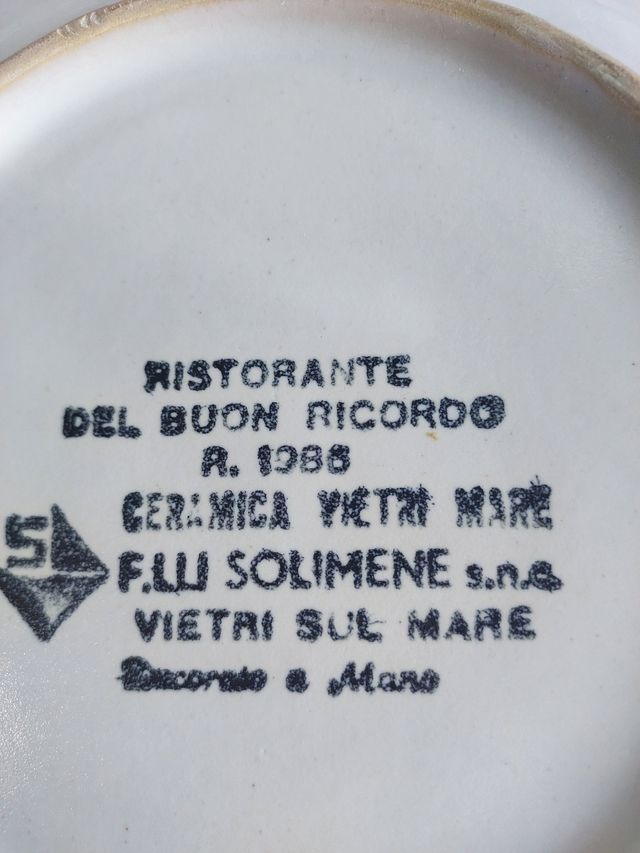 RISTORANTE
DEL BUON RICORDO
R. 1986
CERAMICA VIETRI MARE
S F.LLI SOLIMENE s.n.c.
VIETRI SUL MARE
Decorato a Mano